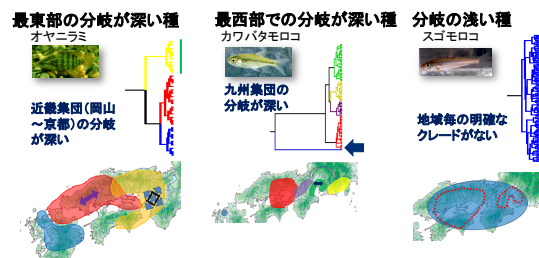 最東部の分岐が深い種
オヤニラミ
近畿集団(岡山
～京都)の分岐
が深い
最西部での分岐が深い種
カワバタモロコ
九州集団の
分岐が深い
分岐の浅い種
スゴモロコ
地域毎の明確な
クレードがない